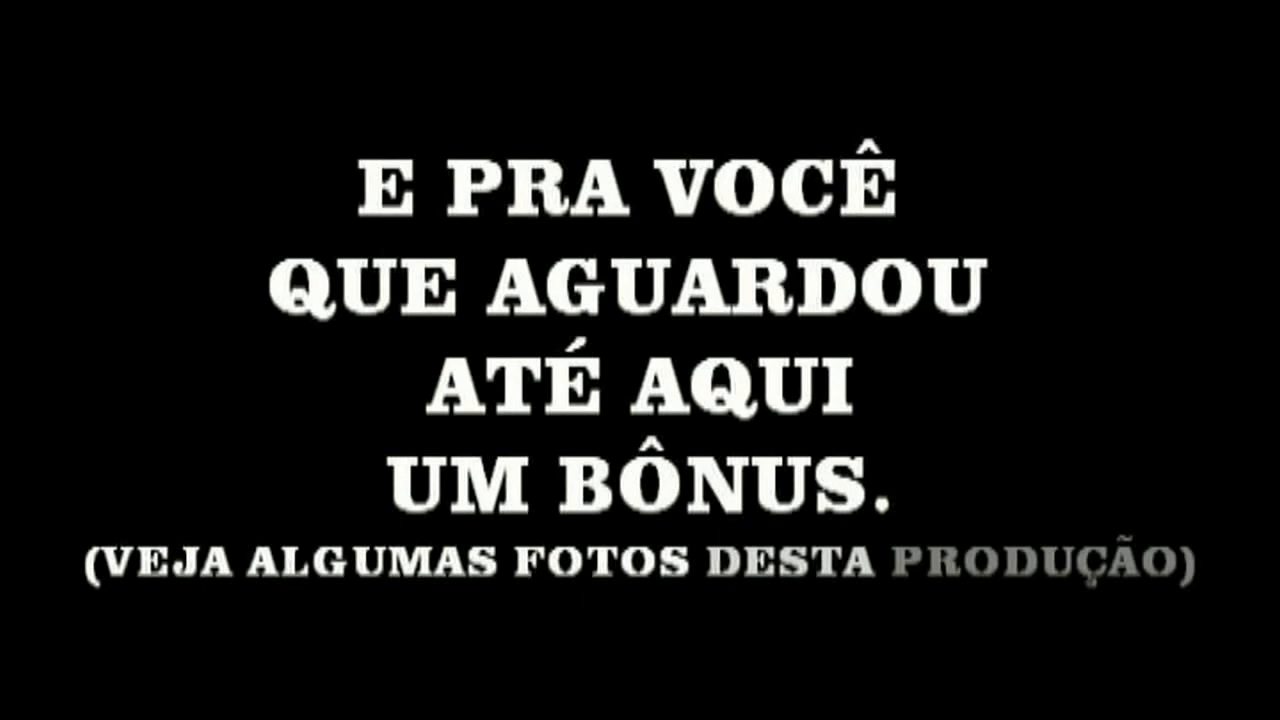 E PRA VOCÊ
QUE AGUARDOU
ATÉ AQUI
UM BÔNUS.
(VEJA ALGUMAS FOTOS DESTA PRODUÇÃO)